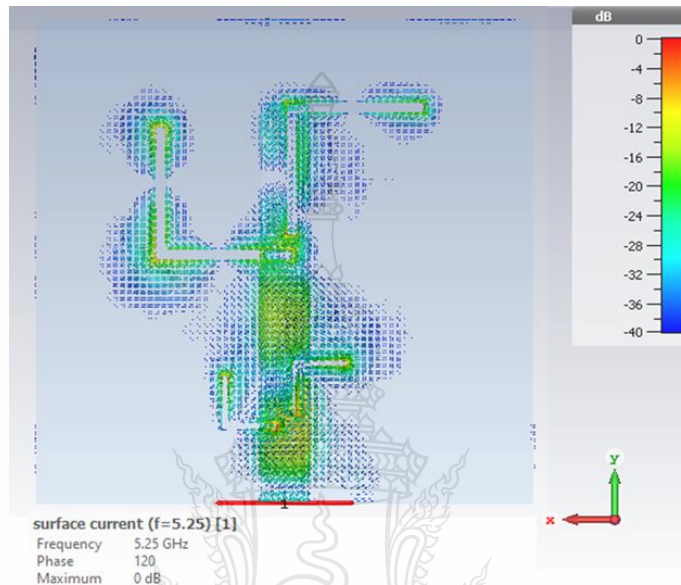 dB
0
-4
-8
-12
-16
-20
-24
-28
-32
-36
-40
1
y
x
surface current (f=5.25) [1]
Frequency 5.25 GHz
Phase 120
Maximum 0 dB